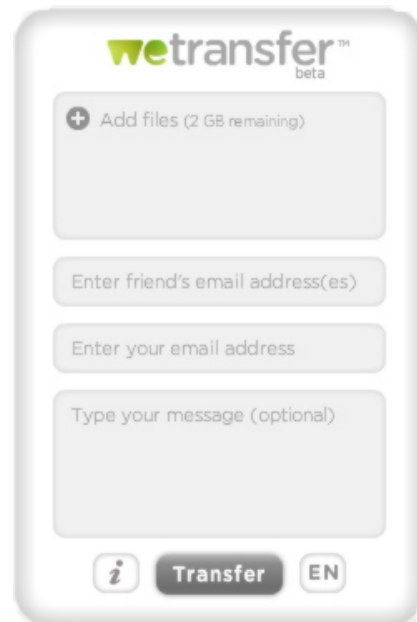 wetransfer™
beta
Add files (2 GB remaining)
Enter friend's email address(es)
Enter your email address
Type your message (optional)
i Transfer EN